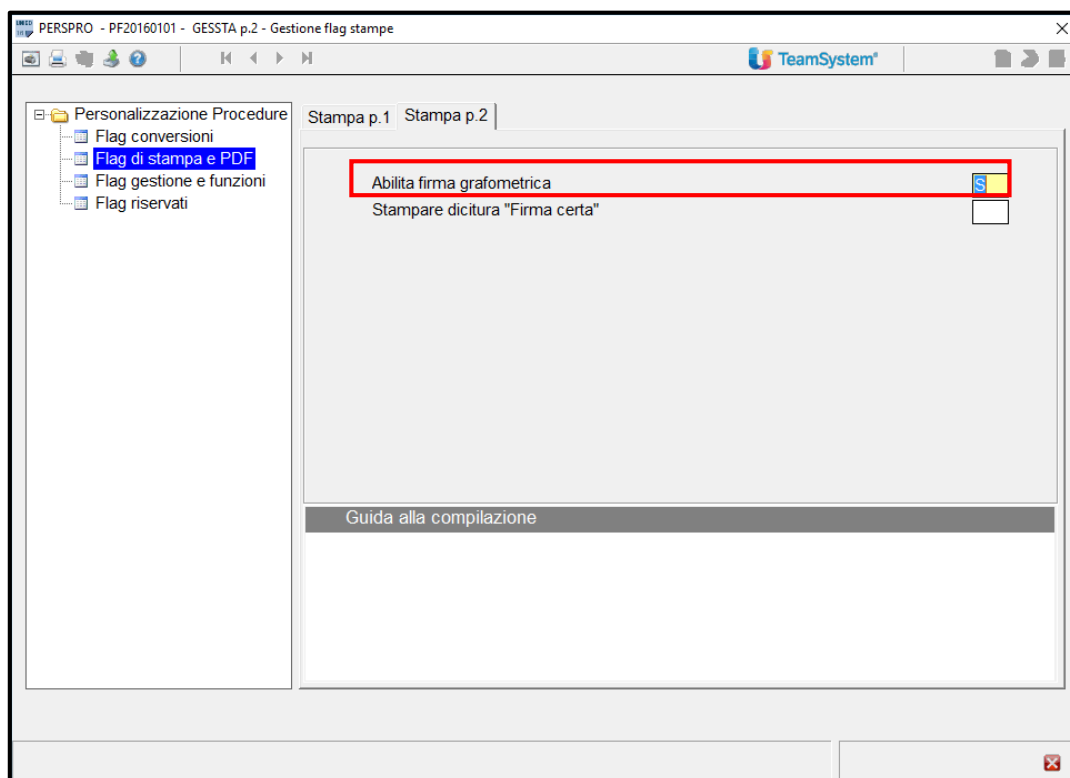 PERSPRO - PF20160101 - GESSTA p.2 - Gestione flag stampe
TeamSystem®
Personalizzazione Procedure
Flag conversioni
Flag di stampa e PDF
Flag gestione e funzioni
Flag riservati
Stampa p.1 Stampa p.2
Abilita firma grafometrica S
Stampare dicitura "Firma certa"
Guida alla compilazione